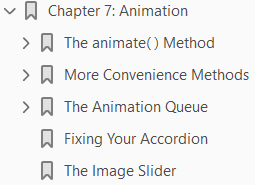 Chapter 7: Animation
The animate( ) Method
More Convenience Methods
The Animation Queue
Fixing Your Accordion
The Image Slider